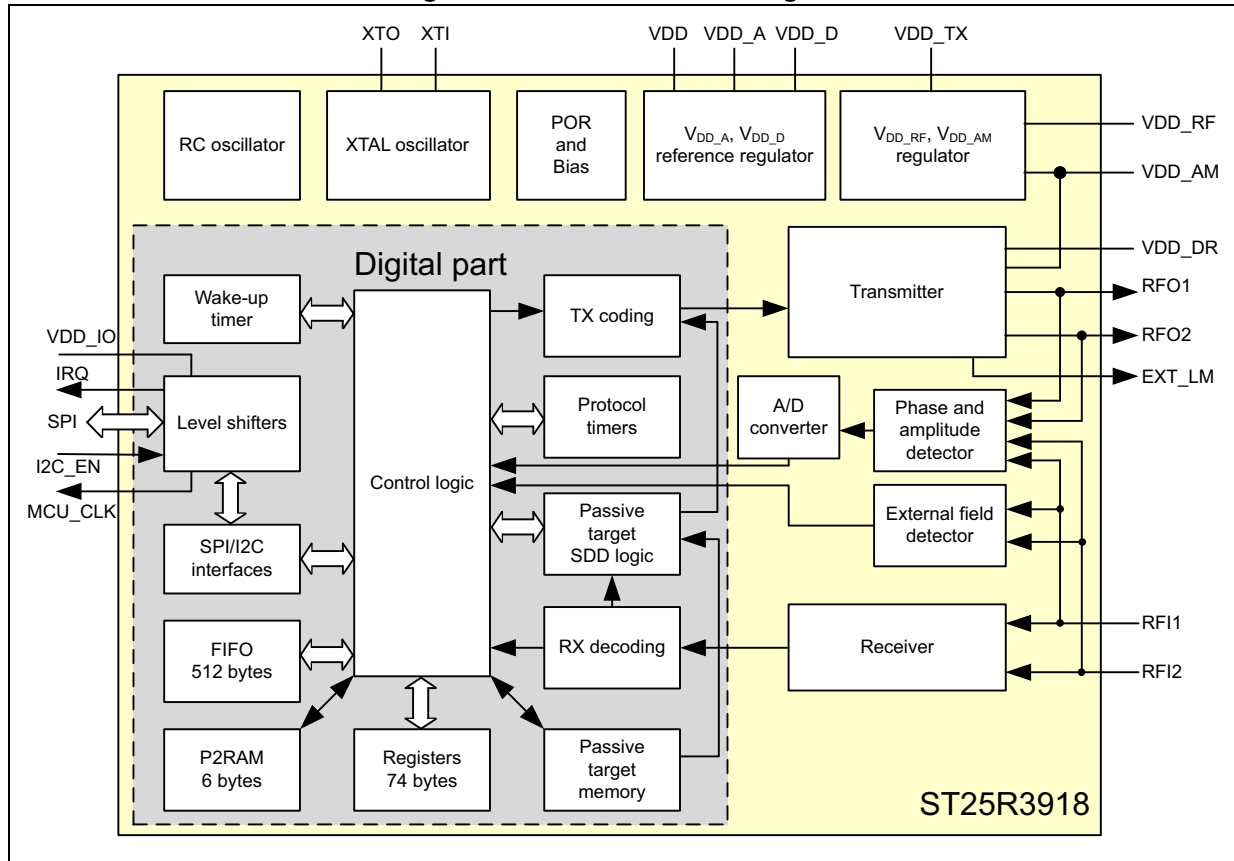 XTO XTI VDD VDD_A VDD_D VDD_TX
RC oscillator
XTAL oscillator
POR
and
Bias
VDD_A, VDD_D
reference regulator
VDD_RF, VDD_AM
regulator
VDD_RF
VDD_AM
VDD_DR
RFO1
RFO2
EXT_LM
Digital part
Wake-up
timer
TX coding
Transmitter
VDD_IO
IRQ
SPI
I2C_EN
MCU_CLK
Level shifters
Control logic
Protocol
timers
A/D
converter
Phase and
amplitude
detector
SPI/I2C
interfaces
Passive
target
SDD logic
External field
detector
FIFO
512 bytes
RX decoding
Receiver
RFI1
RFI2
P2RAM
6 bytes
Registers
74 bytes
Passive
target
memory
ST25R3918